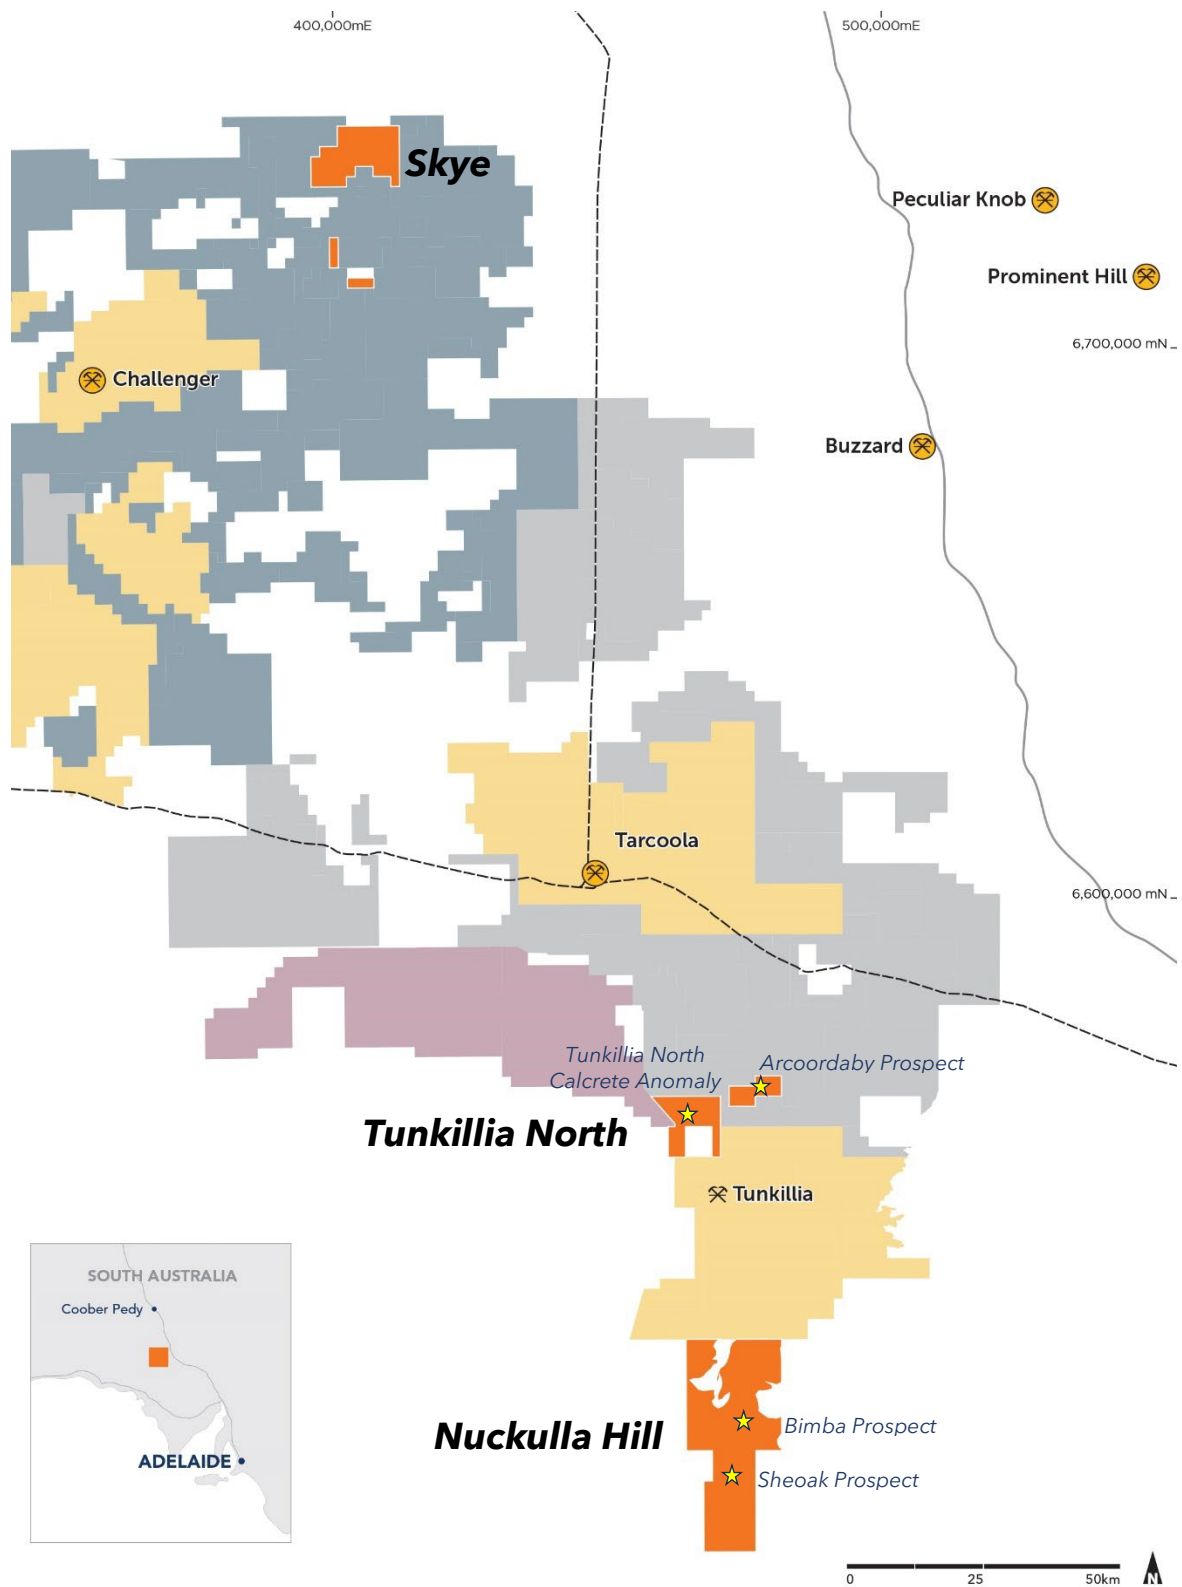 400,000mE
500,000mE
Skye
Peculiar Knob
Prominent Hill
6,700,000 mN
Challenger
Buzzard
Tarcoola
6,600,000 mN
Tunkillia North
Calcrete Anomaly
Arcoordaby Prospect
Tunkillia North
Tunkillia
SOUTH AUSTRALIA
Coober Pedy
ADELAIDE
Nuckulla Hill
Bimba Prospect
Sheoak Prospect
0 25 50km
N